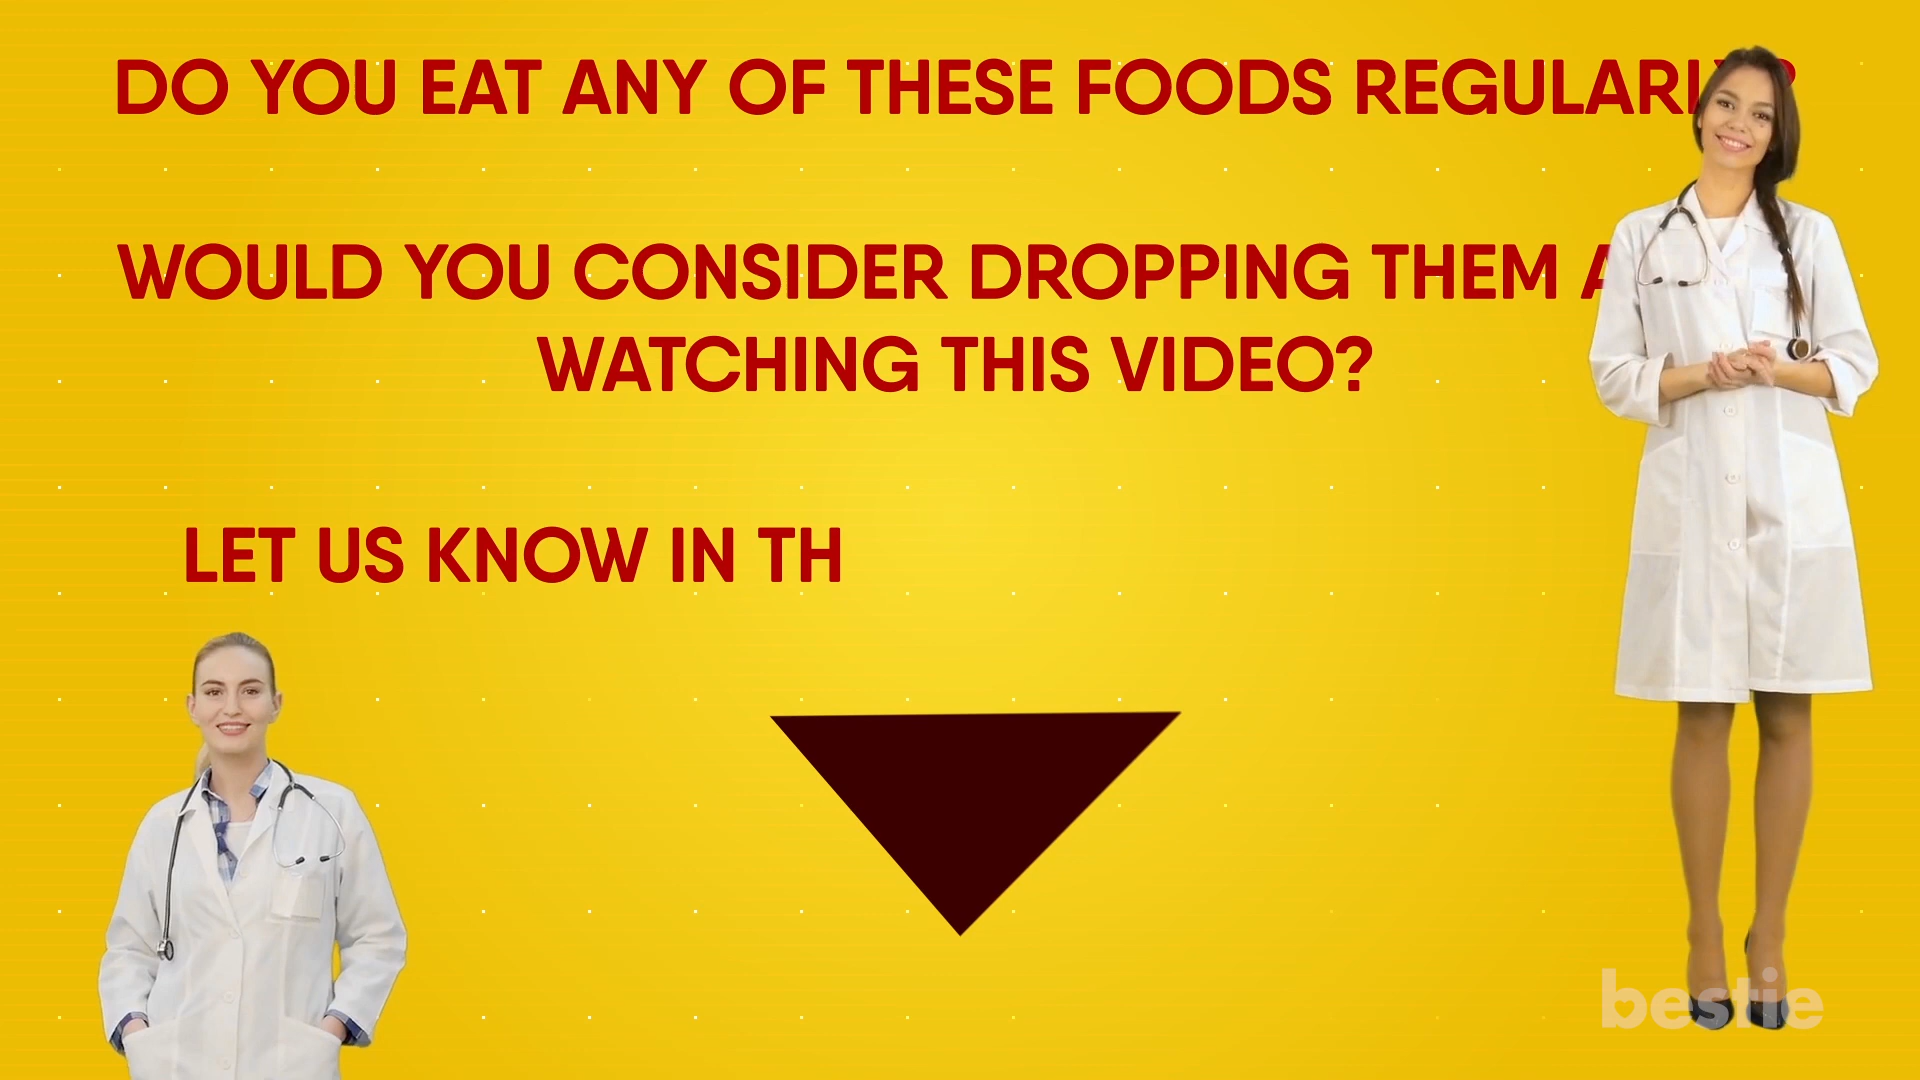 DO YOU EAT ANY OF THESE FOODS REGULARLY?
WOULD YOU CONSIDER DROPPING THEM A
WATCHING THIS VIDEO?
LET US KNOW IN TH
bestie